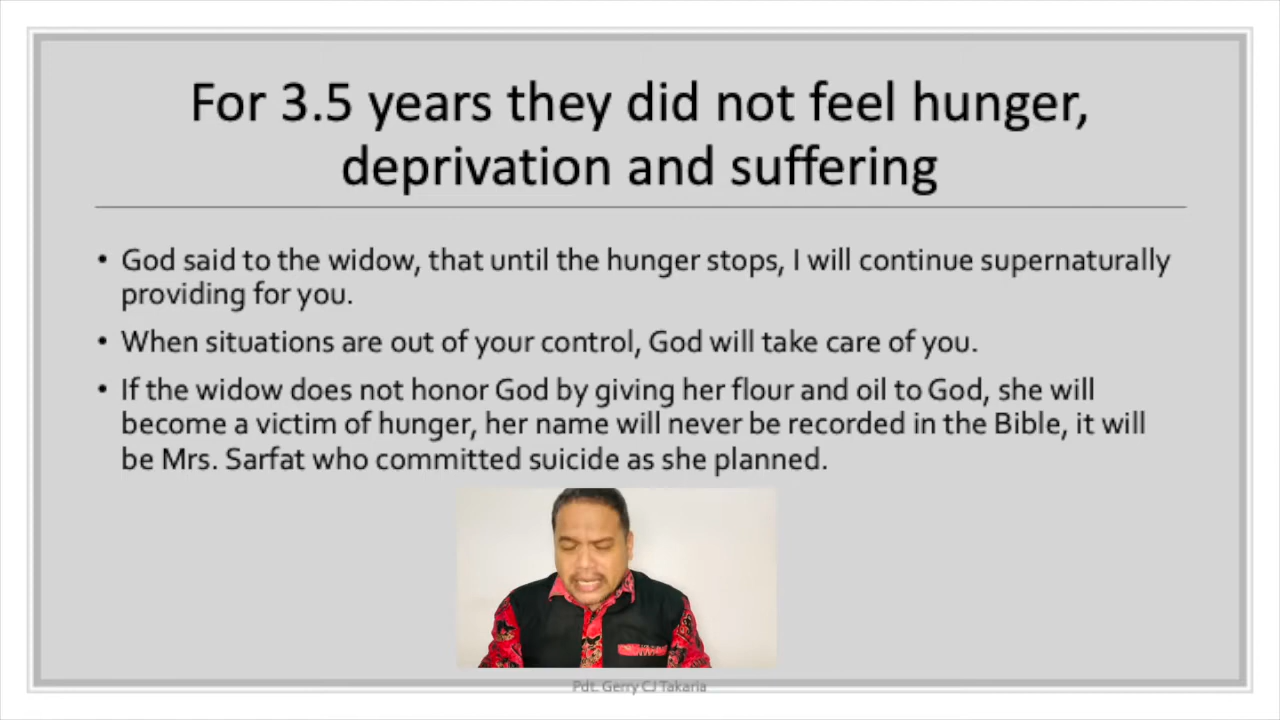 For 3.5 years they did not feel hunger,
deprivation and suffering
• God said to the widow, that until the hunger stops, I will continue supernaturally
providing for you.
• When situations are out of your control, God will take care of you.
• If the widow does not honor God by giving her flour and oil to God, she will
become a victim of hunger, her name will never be recorded in the Bible, it will
be Mrs. Sarfat who committed suicide as she planned.
Pdt. Gerry CJ Takaria